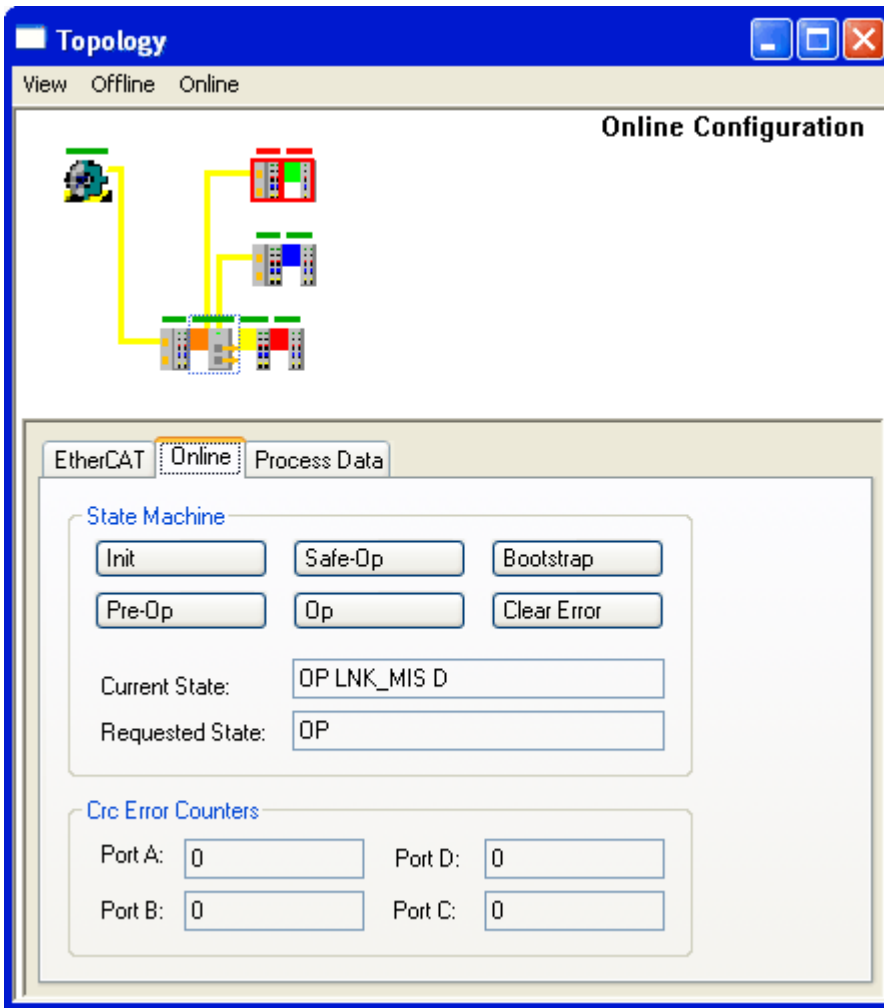 Topology
View Offline Online
Online Configuration
EtherCAT Online Process Data
State Machine
Init Safe-Op Bootstrap
Pre-Op Op Clear Error
Current State: OP LNK_MIS D
Requested State: OP
Crc Error Counters
Port A: 0 Port D: 0
Port B: 0 Port C: 0